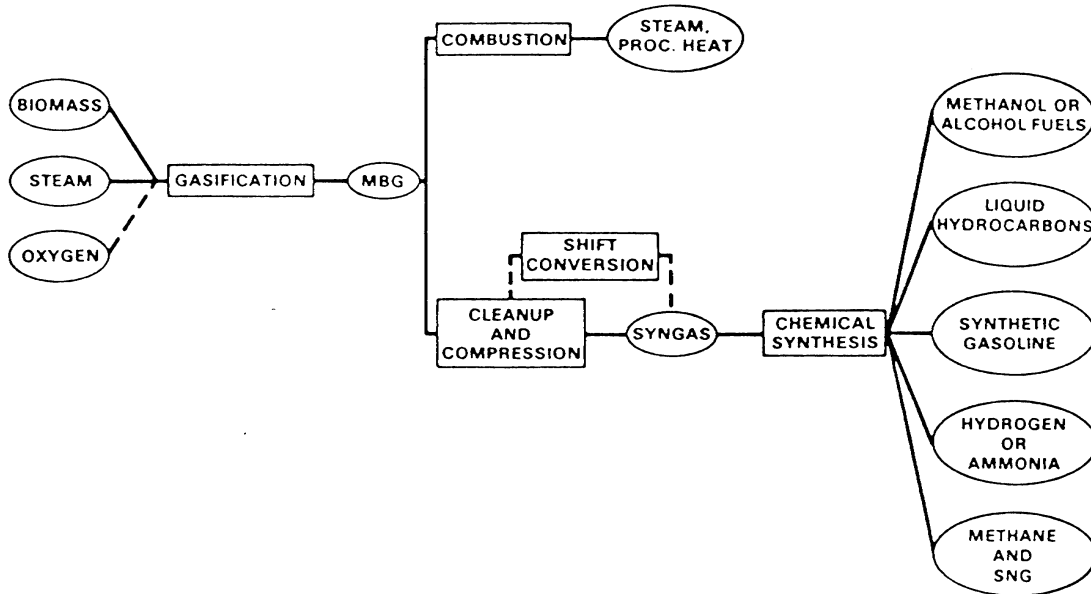 BIOMASS
STEAM
OXYGEN
GASIFICATION
MBG
COMBUSTION
STEAM,
PROC. HEAT
SHIFT
CONVERSION
CLEANUP
AND
COMPRESSION
SYNGAS
CHEMICAL
SYNTHESIS
METHANOL OR
ALCOHOL FUELS
LIQUID
HYDROCARBONS
SYNTHETIC
GASOLINE
HYDROGEN
OR
AMMONIA
METHANE
AND
SNG